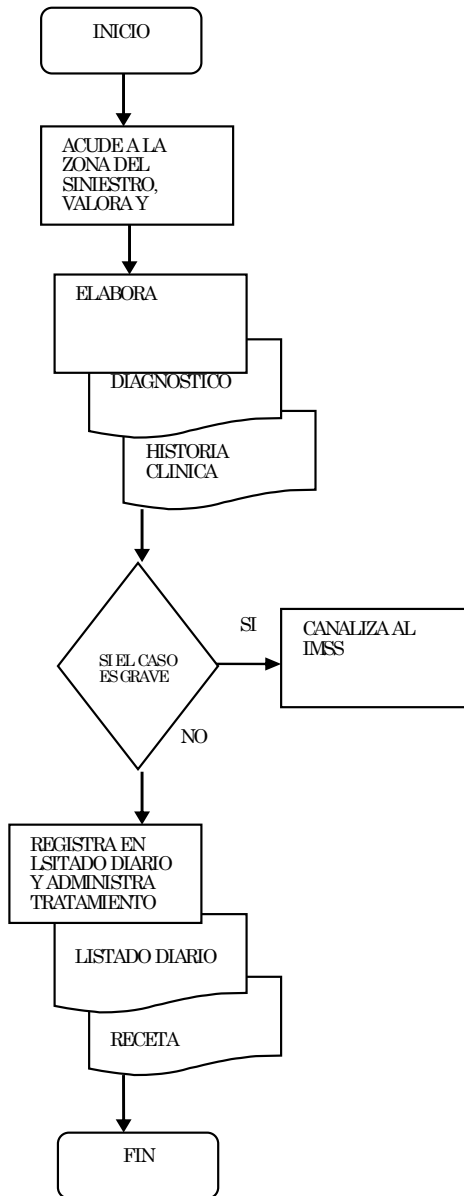 INICIO
ACUDE A LA
ZONA DEL
SINIESTRO,
VALORA Y
ELABORA
DIAGNOSTICO
HISTORIA
CLINICA
SI EL CASO
ES GRAVE
SI
CANALIZA AL
IMSS
NO
REGISTRA EN
LSITADO DIARIO
Y ADMINISTRA
TRATAMIENTO
LISTADO DIARIO
RECETA
FIN